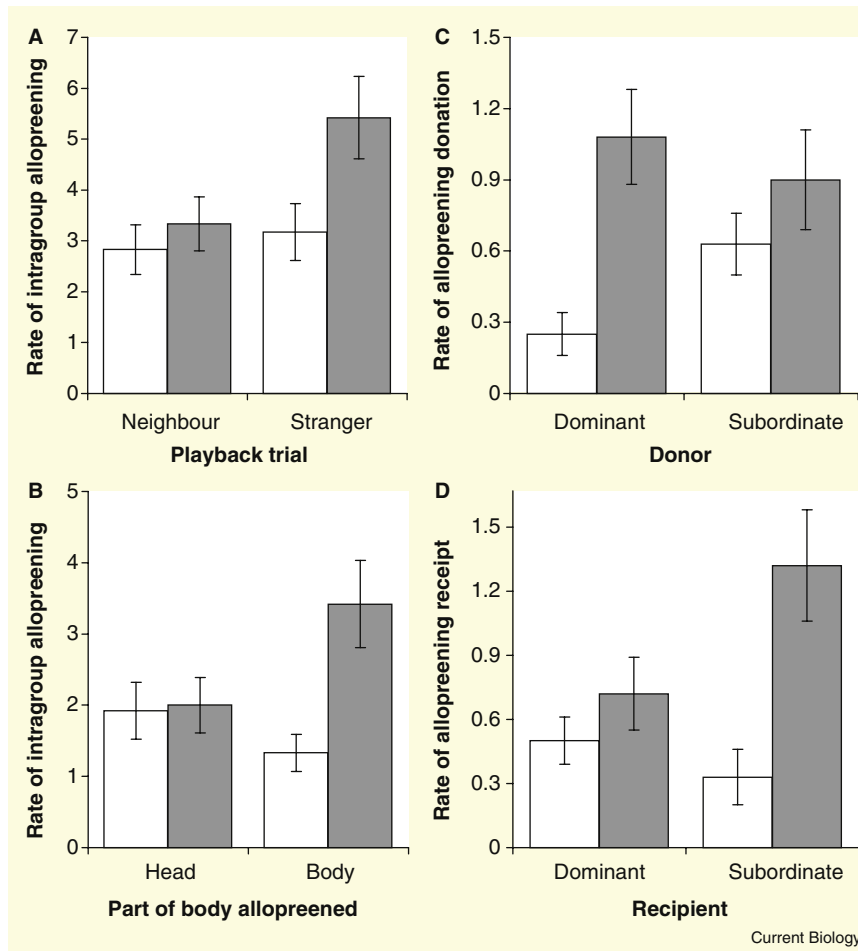 A
Rate of intragroup allopreening
7
6
5
4
3
2
1
0
Neighbour Stranger
Playback trial
B
Rate of intragroup allopreening
5
4
3
2
1
0
Head Body
Part of body allopreened
C
Rate of allopreening donation
1.5
1.2
0.9
0.6
0.3
0
Dominant Subordinate
Donor
D
Rate of allopreening receipt
1.5
1.2
0.9
0.6
0.3
0
Dominant Subordinate
Recipient
Current Biology